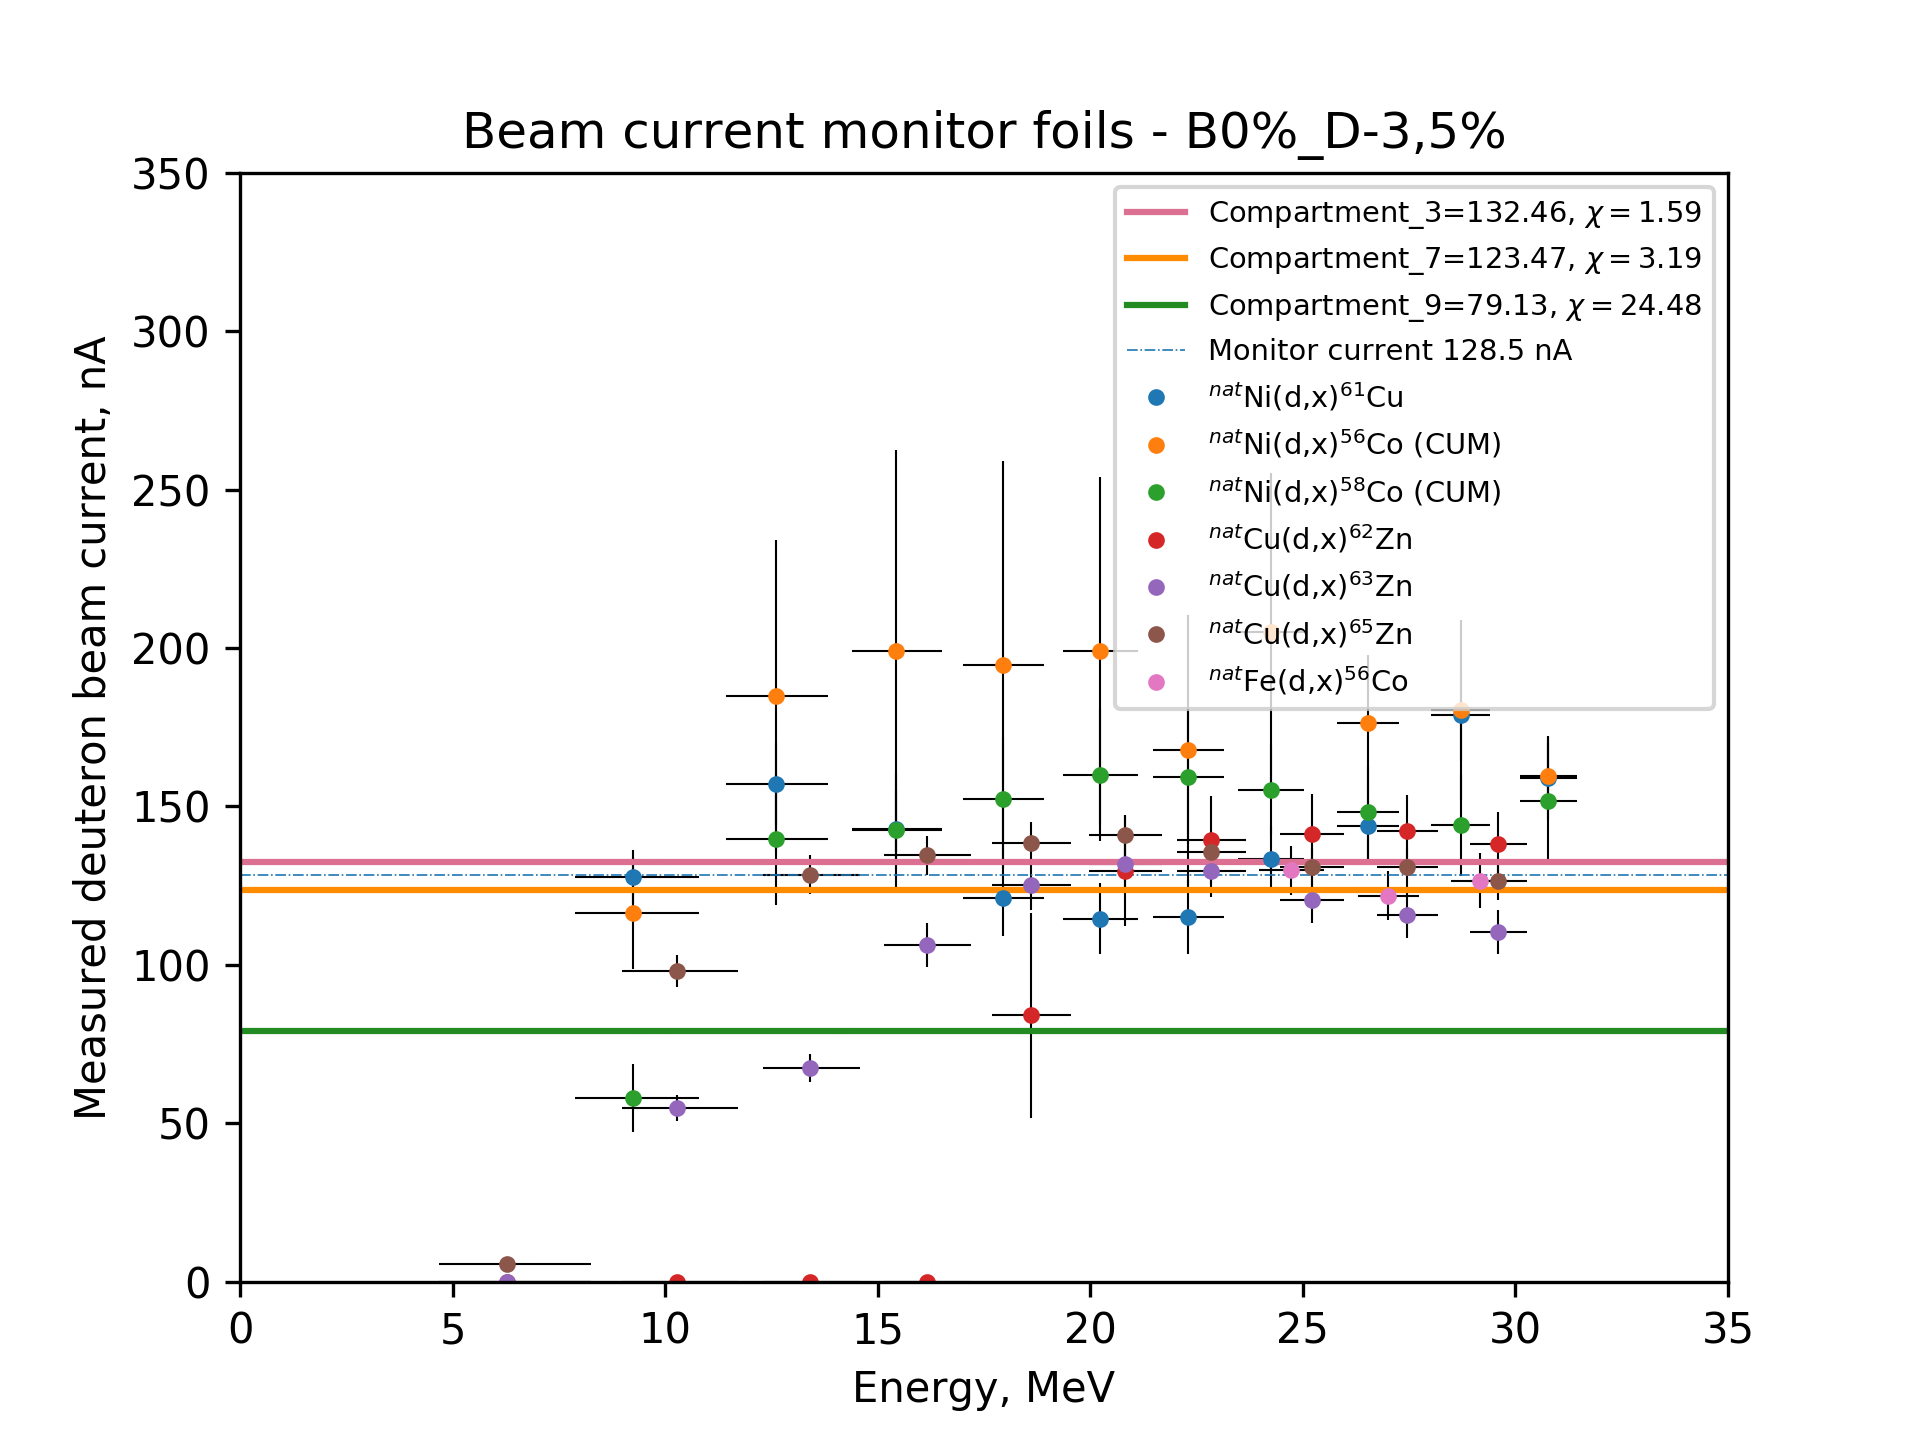 Beam current monitor foils - B0%_D-3,5%
Measured deuteron beam current, nA
350
300
250
200
150
100
50
0
Compartment_3=132.46, χ = 1.59
Compartment_7=123.47, χ = 3.19
Compartment_9=79.13, χ = 24.48
Monitor current 128.5 nA
natNi(d,x)61Cu
natNi(d,x)56Co (CUM)
natNi(d,x)58Co (CUM)
natCu(d,x)62Zn
natCu(d,x)63Zn
natCu(d,x)65Zn
natFe(d,x)56Co
0 5 10 15 20 25 30 35
Energy, MeV